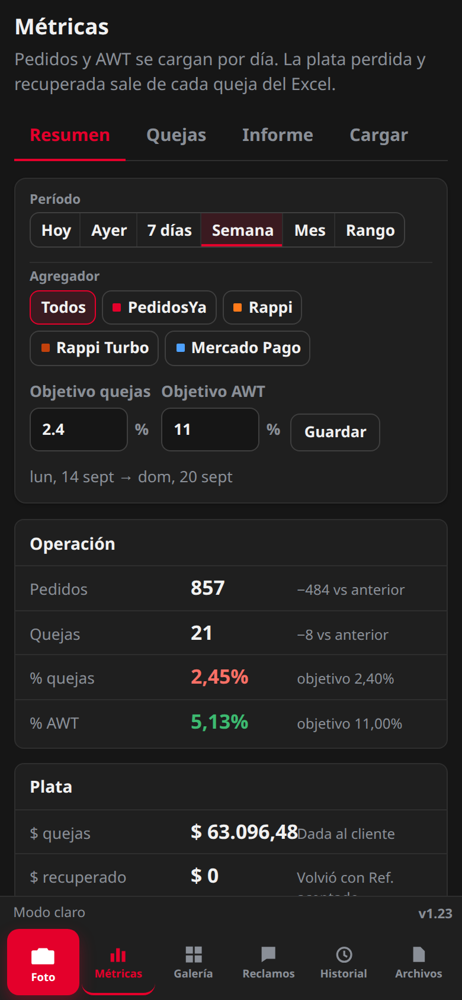 Métricas
Pedidos y AWT se cargan por día. La plata perdida y
recuperada sale de cada queja del Excel.
Resumen Quejas Informe Cargar
Período
Hoy Ayer 7 días Semana Mes Rango
Agregador
Todos PedidosYa Rappi
Rappi Turbo Mercado Pago
Objetivo quejas Objetivo AWT
2.4 % 11 % Guardar
lun, 14 sept → dom, 20 sept
Operación
Pedidos 857 −484 vs anterior
Quejas 21 −8 vs anterior
% quejas 2,45% objetivo 2,40%
% AWT 5,13% objetivo 11,00%
Plata
$ quejas $ 63.096,48 Dada al cliente
$ recuperado $ 0 Volvió con Ref.
Modo claro v1.23
Foto Métricas Galería Reclamos Historial Archivos